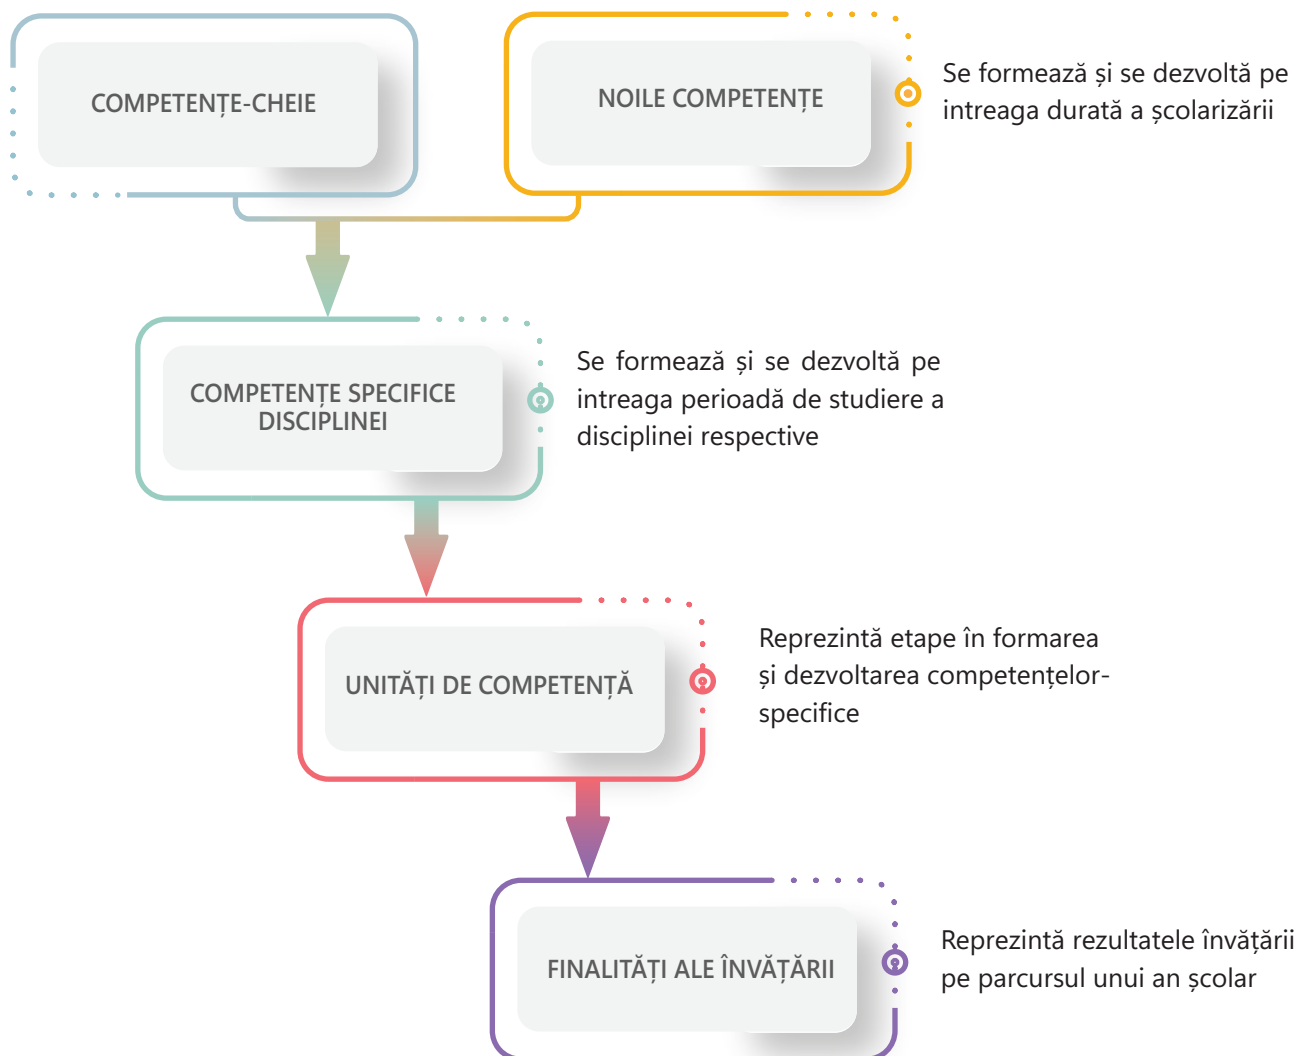 COMPETENȚE-CHEIE
NOILE COMPETENȚE
Se formează și se dezvoltă pe
intreaga durată a școlarizării
COMPETENȚE SPECIFICE
DISCIPLINEI
Se formează și se dezvoltă pe
intreaga perioadă de studiere a
disciplinei respective
UNITĂȚI DE COMPETENȚĂ
Reprezintă etape în formarea
și dezvoltarea competențelor-
specifice
FINALITĂȚI ALE ÎNVĂȚĂRII
Reprezintă rezultatele învățării
pe parcursul unui an școlar